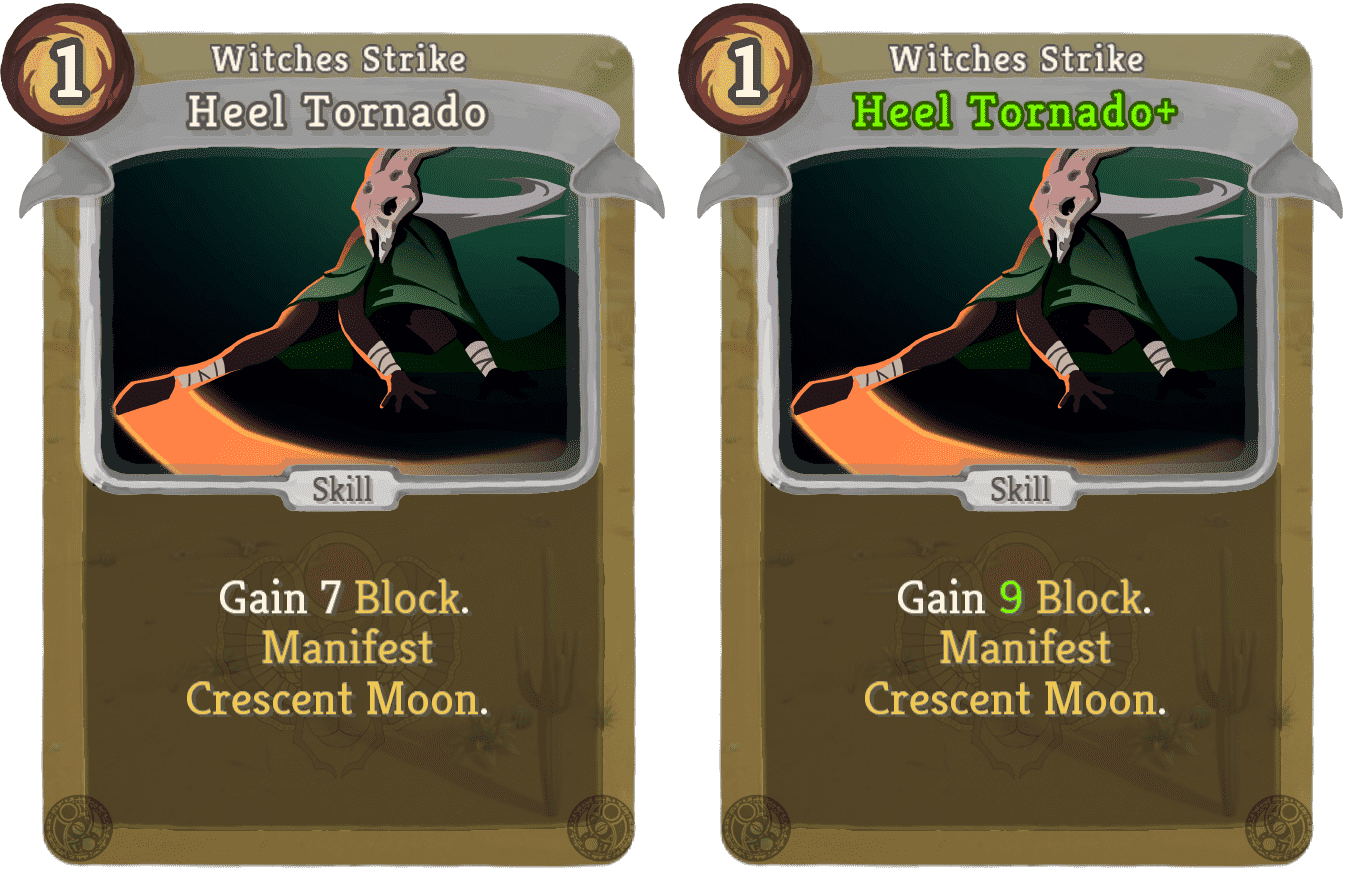 1
Witches Strike
Heel Tornado
Skill
Gain 7 Block.
Manifest
Crescent Moon.
1
Witches Strike
Heel Tornado+
Skill
Gain 9 Block.
Manifest
Crescent Moon.